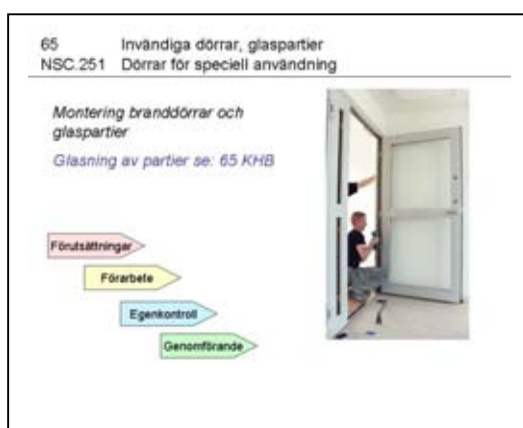 65 Invändiga dörrar, glaspartier
NSC.251 Dörrar för speciell användning
Montering branddörrar och
glaspartier
Glasning av partier se: 65 KHB
Förutsättningar
Förarbete
Egenkontroll
Genomförande